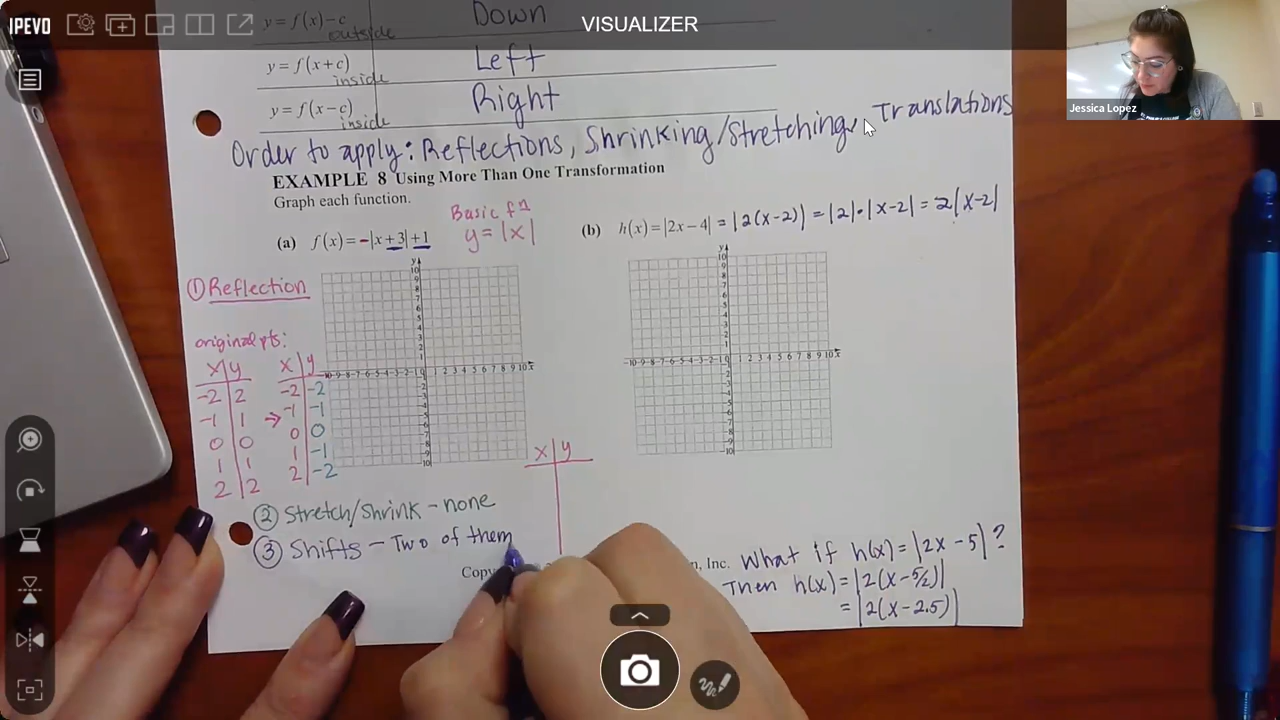 IPEVO
VISUALIZER
Jessica Lopez
y = f(x) − c
outside
Down
y = f(x + c)
inside
Left
y = f(x − c)
inside
Right
Order to apply: Reflections, Shrinking/Stretching, Translations
EXAMPLE 8 Using More Than One Transformation
Graph each function.
Basic fn
y = |x|
(a) f(x) = −|x + 3| + 1
(b) h(x) = |2x − 4| = |2(x − 2)| = |2| • |x − 2| = 2|x − 2|
① Reflection
original pts:
x | y
-2 | 2
-1 | 1
0 | 0
1 | 1
2 | 2
→
x | y
-2 | -2
-1 | -1
0 | 0
1 | -1
2 | -2
x | y
② Stretch/Shrink – none
③ Shifts – Two of them
n, Inc.
What if h(x) = |2x − 5| ?
Then h(x) = |2(x − 5/2)|
= |2(x − 2.5)|